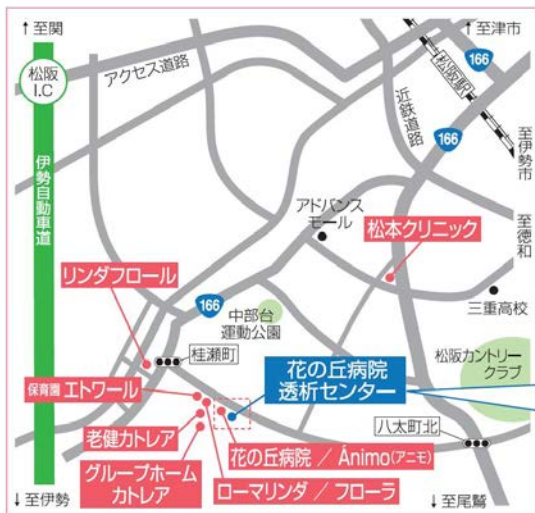 ↑至関
↑至津市
松阪
I.C
アクセス道路
166
松阪駅
近鉄道路
至伊勢市
166
伊勢自動車道
アドバンス
モール
松本クリニック
至徳和
リンダフロール
三重高校
166
中部台
運動公園
桂瀬町
花の丘病院
透析センター
松阪カントリー
クラブ
保育園 エトワール
八太町北
老健カトレア
花の丘病院 / Ánimo(アニモ)
グループホーム
カトレア
ローマリンダ / フローラ
↓至伊勢
↓至尾鷲